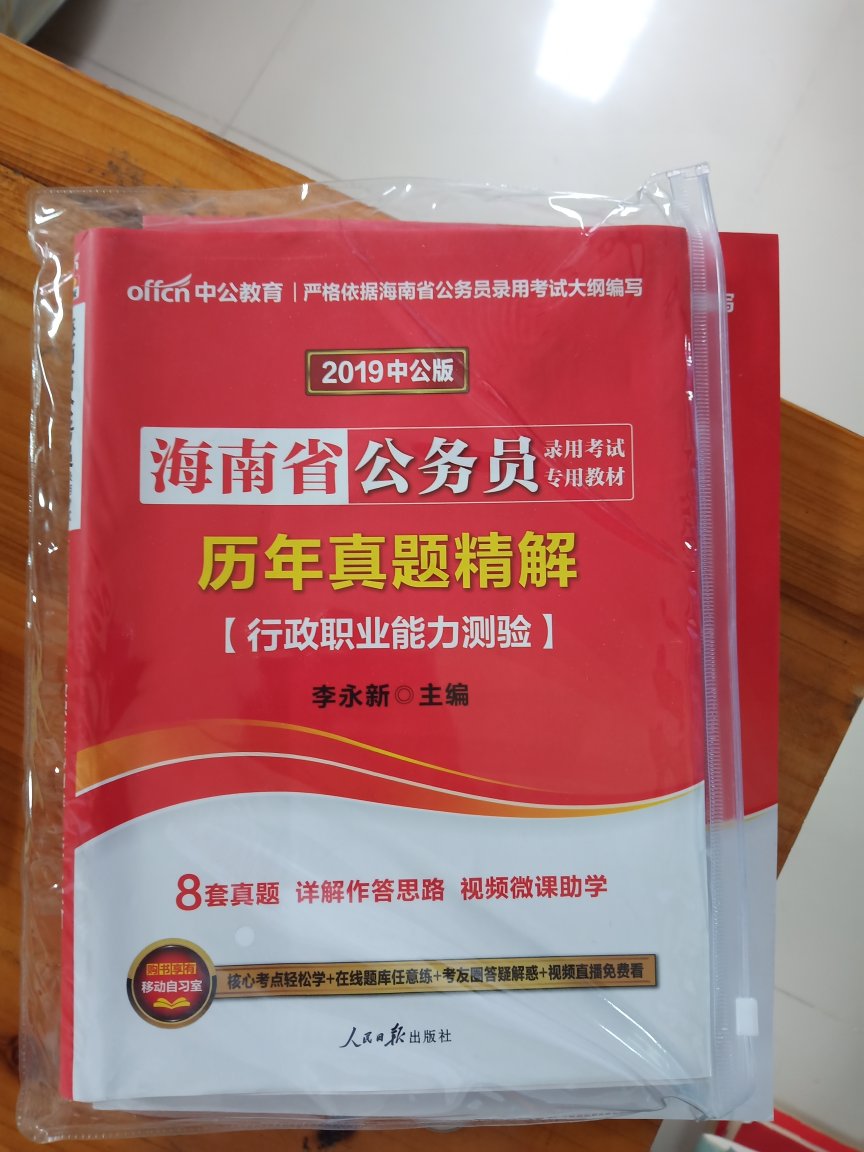 offcn中公教育|严格依据海南省公务员录用考试大纲编写
2019中公版
海南省公务员录用考试专用教材
历年真题精解
【行政职业能力测验】
李永新◎主编
8套真题 详解作答思路 视频微课助学
购书享有
移动自习室
核心考点轻松学+在线题库任意练+考友圈答疑解惑+视频直播免费看
人民日报出版社